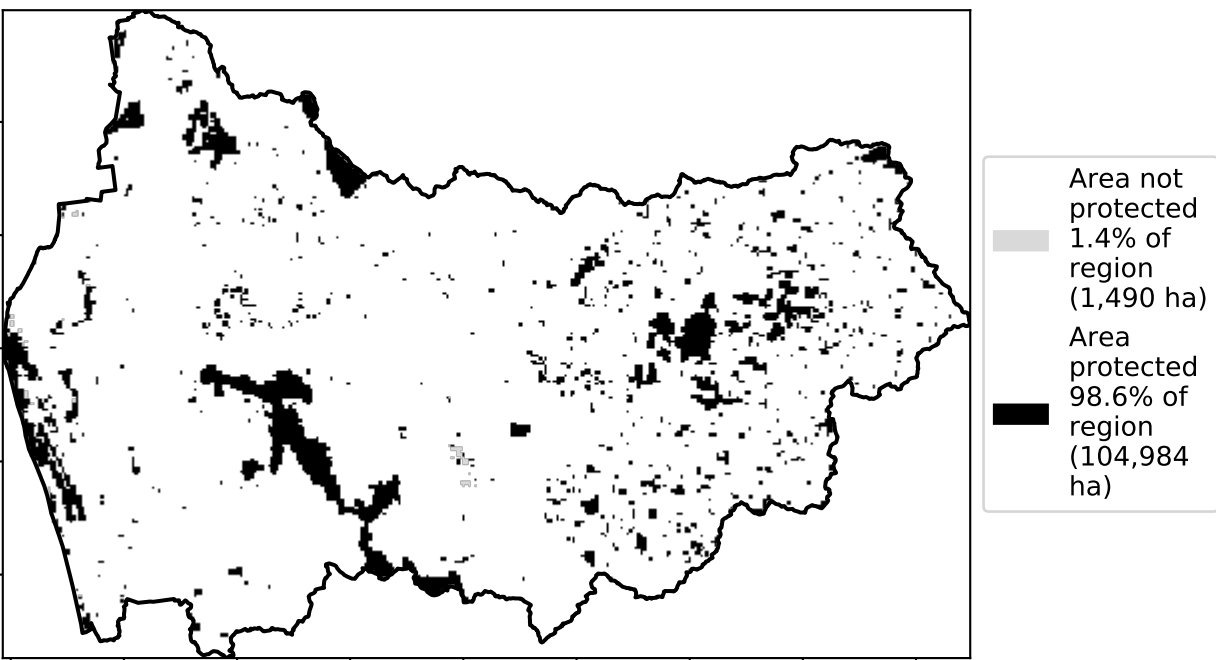 Area not
protected
1.4% of
region
(1,490 ha)
Area
protected
98.6% of
region
(104,984
ha)